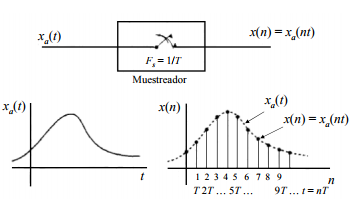 xₐ(t)
x(n) = xₐ(nt)
Fₛ = 1/T
Muestreador
xₐ(t)
t
x(n)
xₐ(t)
x(n) = xₐ(nt)
1 2 3 4 5 6 7 8 9
n
T 2T ... 5T ... 9T ... t = nT